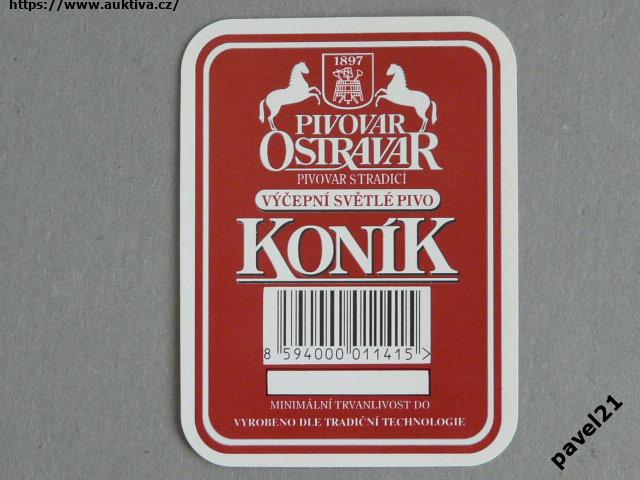 https://www.auktiva.cz/
1897
PIVOVAR
OSTRAVAR
PIVOVAR S TRADICÍ
VÝČEPNÍ SVĚTLÉ PIVO
KONÍK
8 594000 011415 >
MINIMÁLNÍ TRVANLIVOST DO
VYROBENO DLE TRADIČNÍ TECHNOLOGIE
pavel21